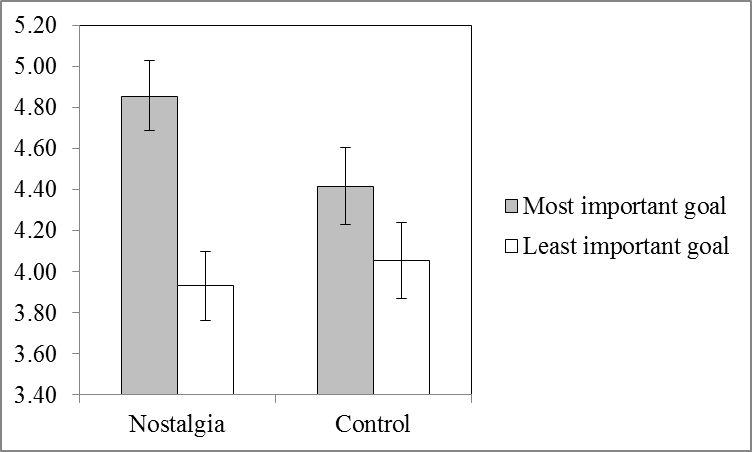 5.20
5.00
4.80
4.60
4.40
4.20
4.00
3.80
3.60
3.40
Nostalgia
Control
Most important goal
Least important goal